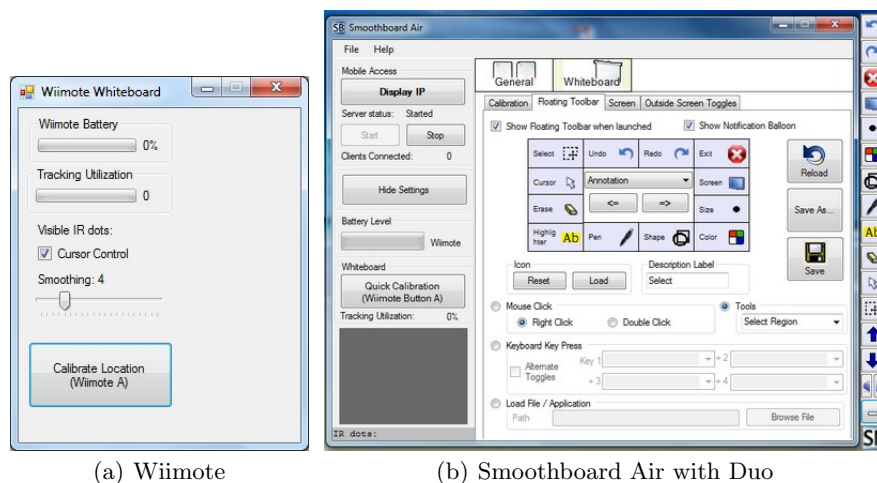 Wiimote Whiteboard
Wiimote Battery
0%
Tracking Utilization
0
Visible IR dots:
Cursor Control
Smoothing: 4
Calibrate Location
(Wiimote A)
(a) Wiimote
SB Smoothboard Air
File Help
Mobile Access
Display IP
Server status: Started
Start Stop
Clients Connected: 0
Hide Settings
Battery Level
Wiimote
Whiteboard
Quick Calibration
(Wiimote Button A)
Tracking Utilization: 0%
IR dots:
General Whiteboard
Calibration Floating Toolbar Screen Outside Screen Toggles
Show Floating Toolbar when launched Show Notification Balloon
Select Undo Redo Exit
Cursor Annotation Screen
Erase <= => Size
Highlig
hter Ab Pen Shape Color
Reload
Save As...
Save
Icon Description Label
Reset Load Select
Mouse Click Tools
Right Click Double Click Select Region
Keyboard Key Press
Alternate
Toggles
Key 1 + 2
+ 3 + 4
Load File / Application
Path Browse File
Ab
(b) Smoothboard Air with Duo